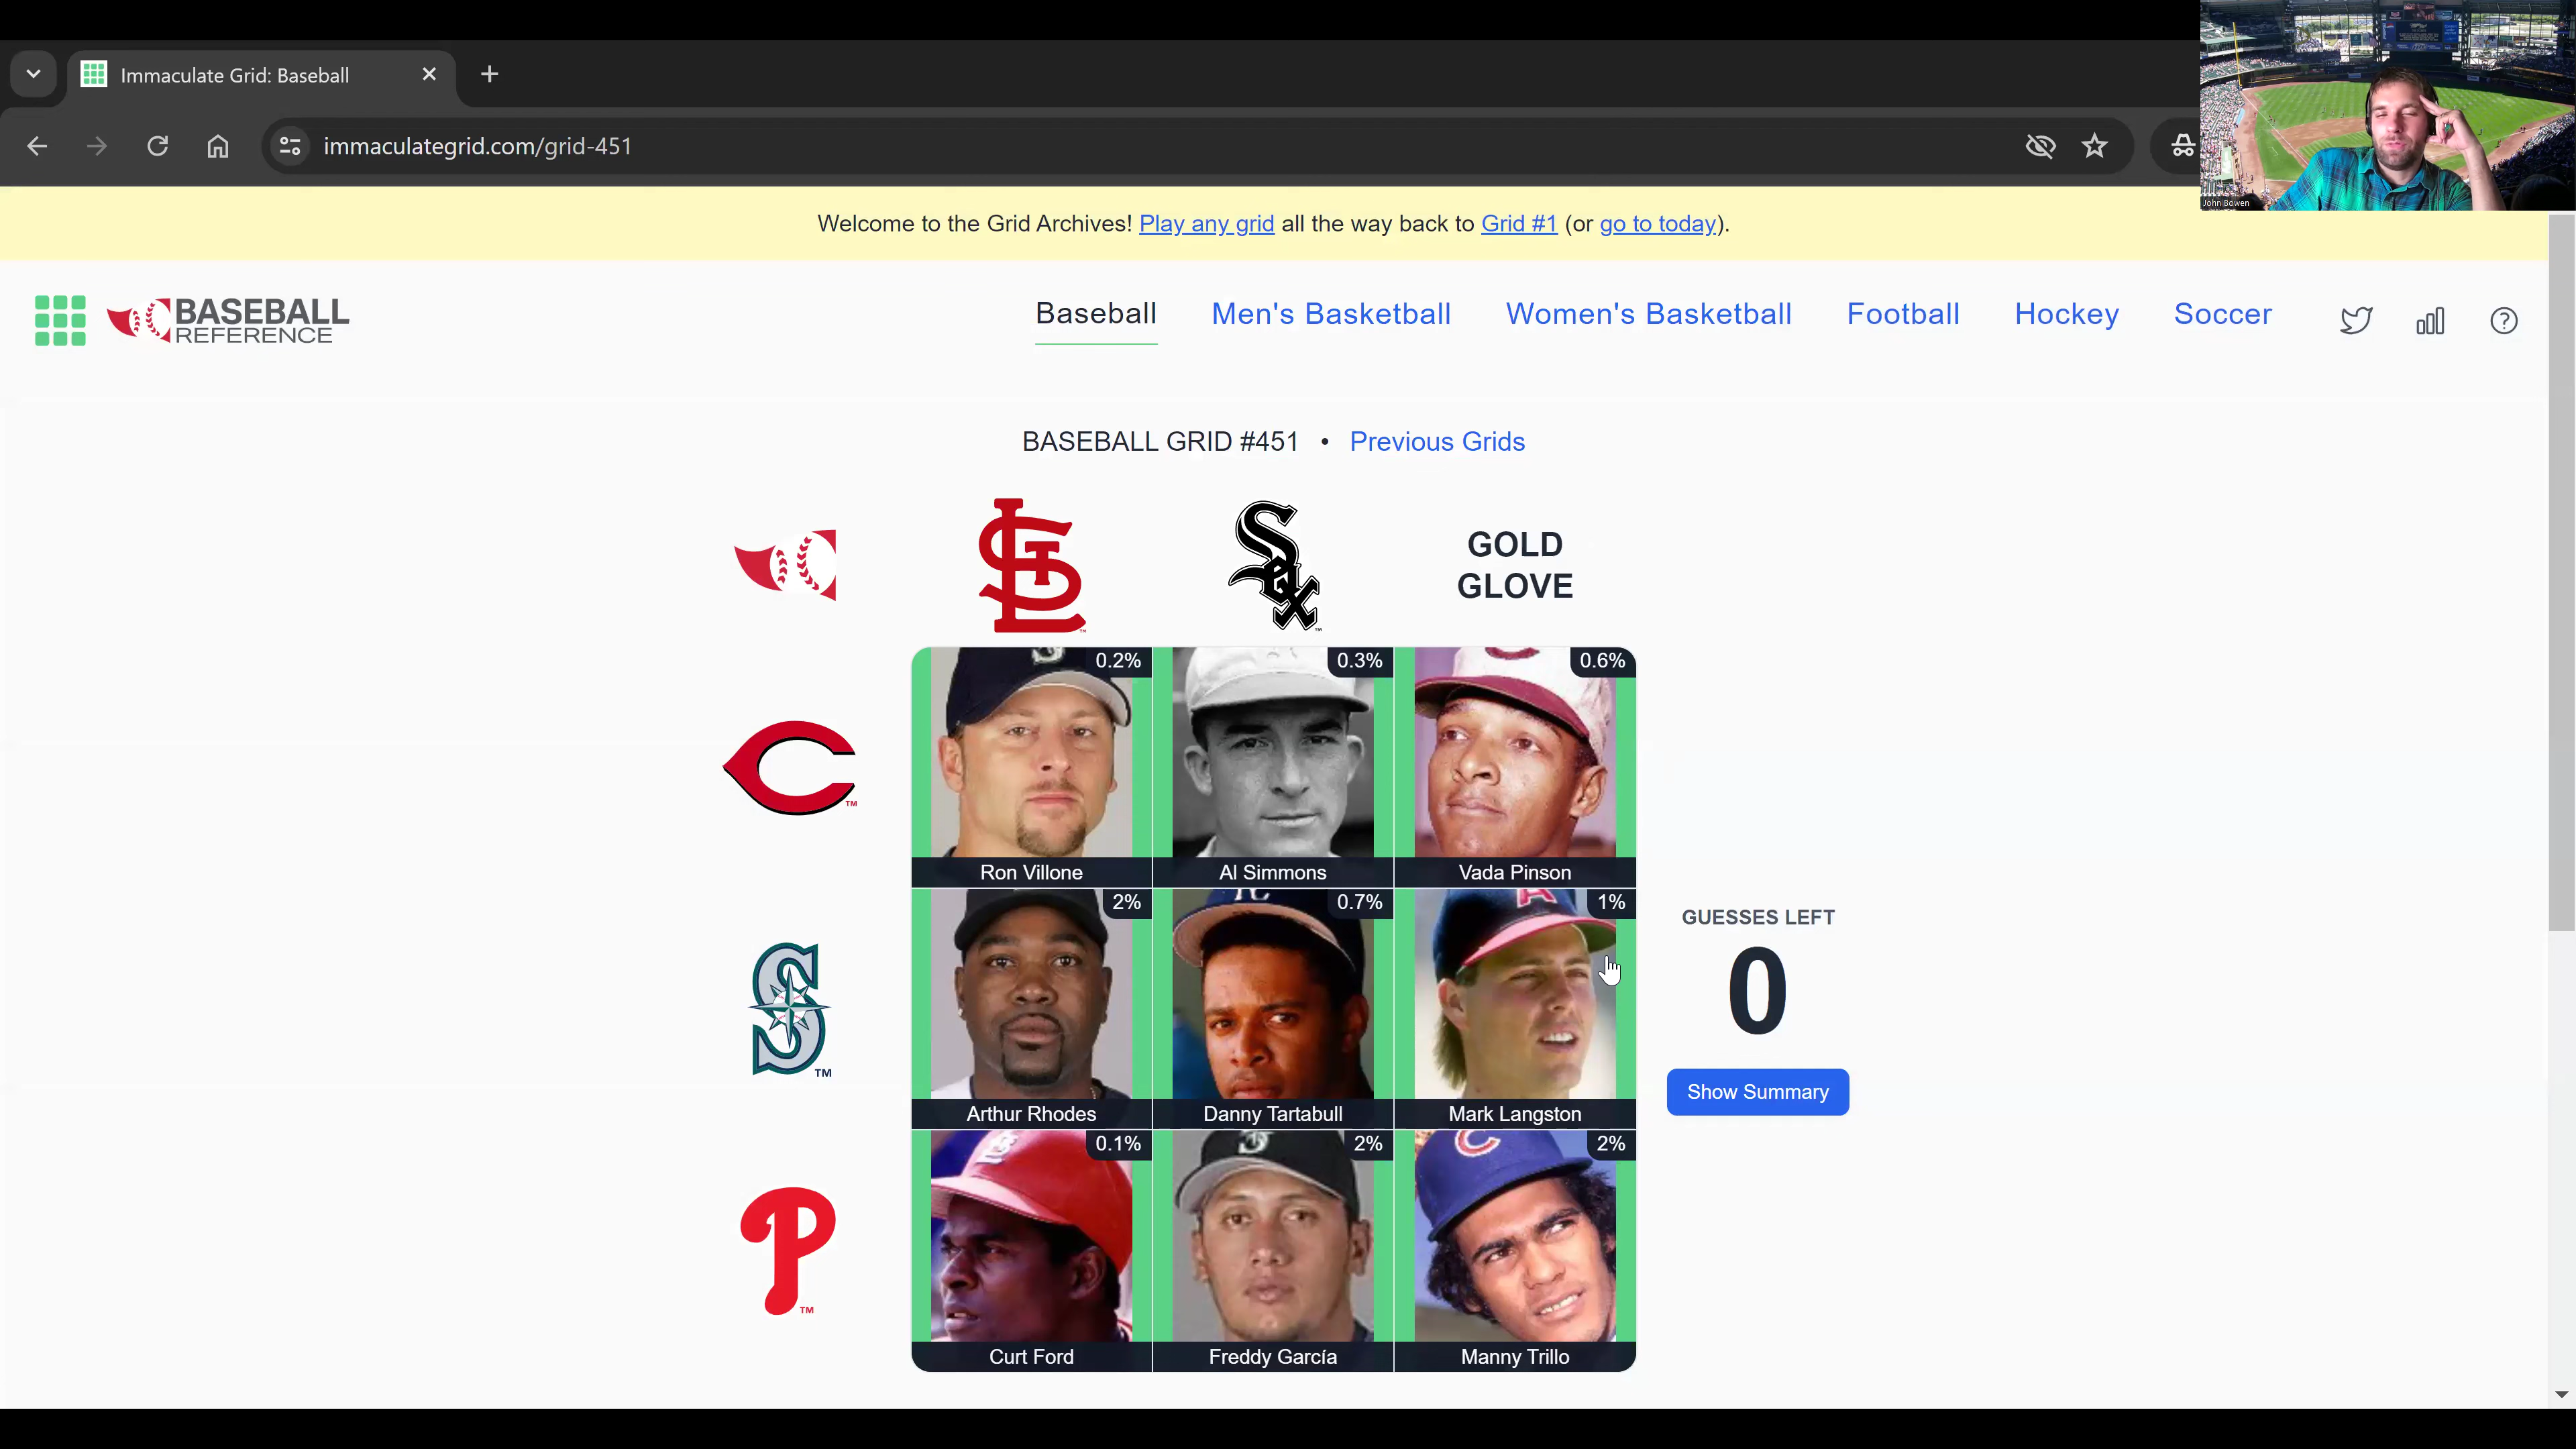 Immaculate Grid: Baseball
immaculategrid.com/grid-451
John Bowen
Welcome to the Grid Archives! Play any grid all the way back to Grid #1 (or go to today).
BASEBALL
REFERENCE
Baseball
Men's Basketball
Women's Basketball
Football
Hockey
Soccer
BASEBALL GRID #451 • Previous Grids
GOLD
GLOVE
0.2%
0.3%
0.6%
Ron Villone
Al Simmons
Vada Pinson
2%
0.7%
1%
Arthur Rhodes
Danny Tartabull
Mark Langston
0.1%
2%
2%
Curt Ford
Freddy García
Manny Trillo
GUESSES LEFT
0
Show Summary